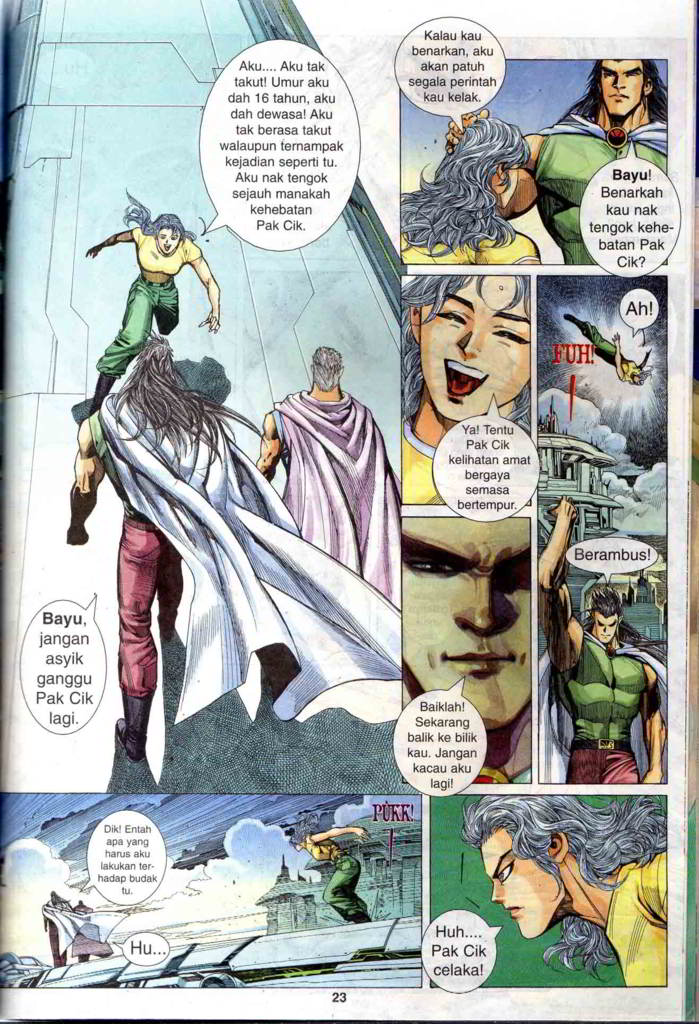 Aku.... Aku tak
takut! Umur aku
dah 16 tahun, aku
dah dewasa! Aku
tak berasa takut
walaupun ternampak
kejadian seperti tu.
Aku nak tengok
sejauh manakah
kehebatan
Pak Cik.
Bayu,
jangan
asyik
ganggu
Pak Cik
lagi.
Kalau kau
benarkan, aku
akan patuh
segala perintah
kau kelak.
Bayu!
Benarkah
kau nak
tengok kehe-
batan Pak
Cik?
Ya! Tentu
Pak Cik
kelihatan amat
bergaya
semasa
bertempur.
Ah!
FUH!
Berambus!
Baiklah!
Sekarang
balik ke bilik
kau. Jangan
kacau aku
lagi!
Dik! Entah
apa yang
harus aku
lakukan ter-
hadap budak
tu.
Hu...
PUKK!
Huh....
Pak Cik
celaka!
23